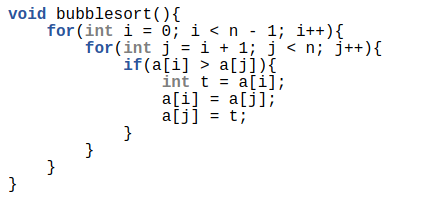 void bubblesort(){
    for(int i = 0; i < n - 1; i++){
        for(int j = i + 1; j < n; j++){
            if(a[i] > a[j]){
                int t = a[i];
                a[i] = a[j];
                a[j] = t;
            }
        }
    }
}